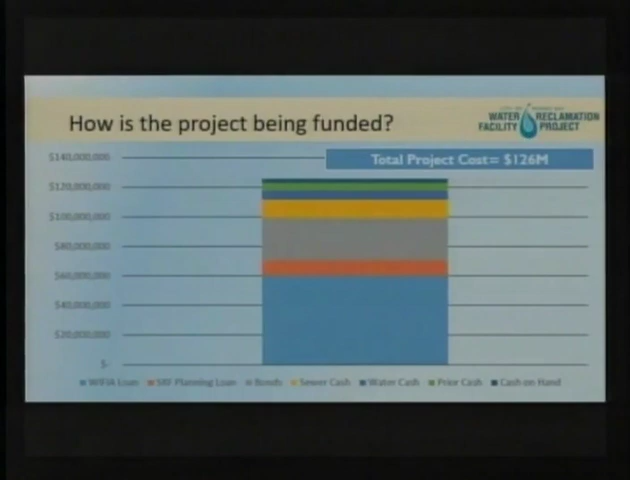 How is the project being funded?
WATER RECLAMATION
FACILITY PROJECT
Total Project Cost= $126M
$140,000,000
$120,000,000
$100,000,000
$80,000,000
$60,000,000
$40,000,000
$20,000,000
$-
WIFIA Loan SRF Planning Loan Bonds Sewer Cash Water Cash Prior Cash Cash on Hand